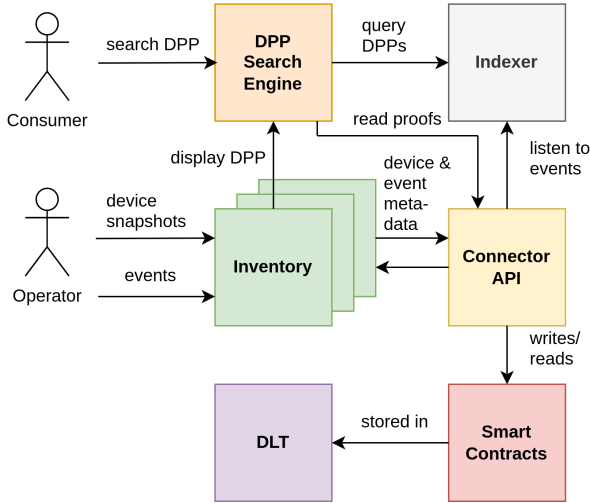 search DPP
DPP
Search
Engine
query
DPPs
Indexer
Consumer
read proofs
listen to
events
display DPP
device &
event
meta-
data
device
snapshots
events
Operator
Inventory
Connector
API
writes/
reads
DLT
stored in
Smart
Contracts